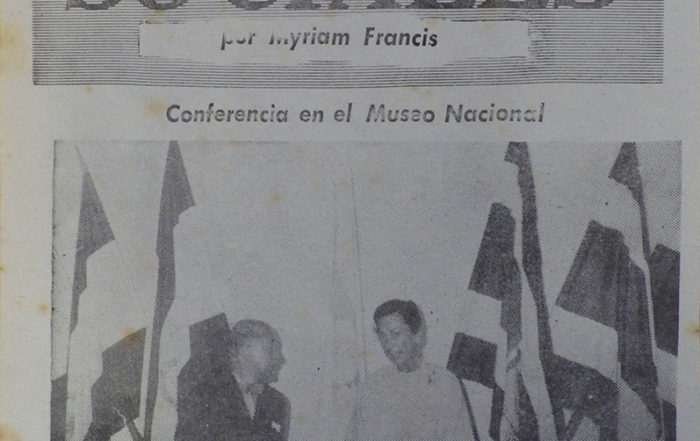 por Myriam Francis
Conferencia en el Museo Nacional